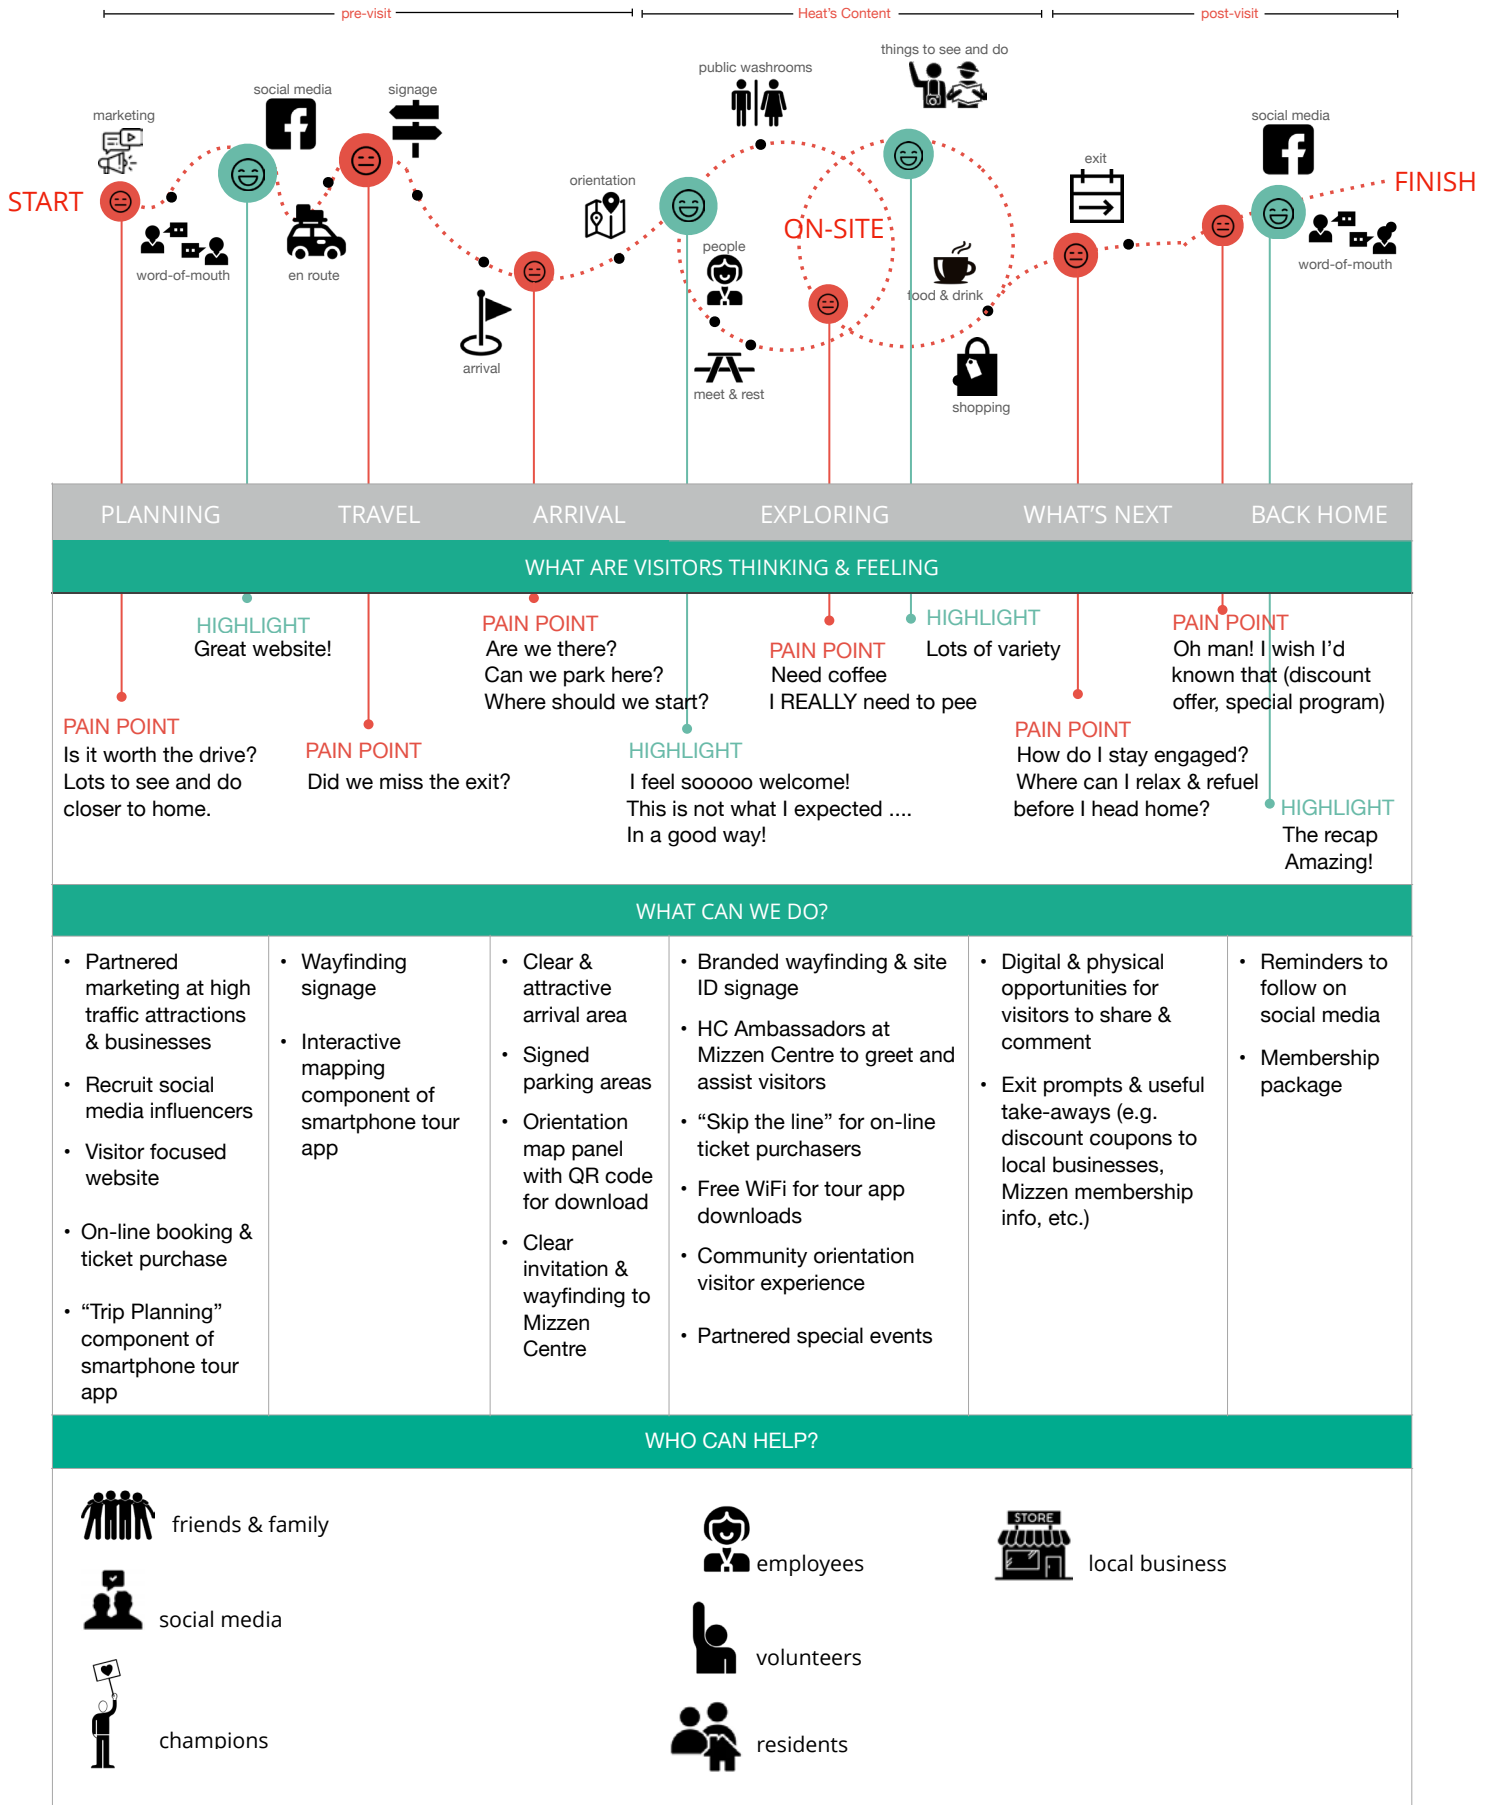 pre-visit
Heat's Content
post-visit
things to see and do
public washrooms
social media
signage
marketing
social media
exit
orientation
START
FINISH
ON-SITE
people
word-of-mouth
en route
food & drink
word-of-mouth
arrival
meet & rest
shopping
PLANNING
TRAVEL
ARRIVAL
EXPLORING
WHAT'S NEXT
BACK HOME
WHAT ARE VISITORS THINKING & FEELING
PAIN POINT
Is it worth the drive?
Lots to see and do
closer to home.
HIGHLIGHT
Great website!
PAIN POINT
Did we miss the exit?
PAIN POINT
Are we there?
Can we park here?
Where should we start?
HIGHLIGHT
I feel sooooo welcome!
This is not what I expected ....
In a good way!
PAIN POINT
Need coffee
I REALLY need to pee
HIGHLIGHT
Lots of variety
PAIN POINT
How do I stay engaged?
Where can I relax & refuel
before I head home?
PAIN POINT
Oh man! I wish I'd
known that (discount
offer, special program)
HIGHLIGHT
The recap
Amazing!
WHAT CAN WE DO?
• Partnered
marketing at high
traffic attractions
& businesses
• Recruit social
media influencers
• Visitor focused
website
• On-line booking &
ticket purchase
• “Trip Planning”
component of
smartphone tour
app
• Wayfinding
signage
• Interactive
mapping
component of
smartphone tour
app
• Clear &
attractive
arrival area
• Signed
parking areas
• Orientation
map panel
with QR code
for download
• Clear
invitation &
wayfinding to
Mizzen
Centre
• Branded wayfinding & site
ID signage
• HC Ambassadors at
Mizzen Centre to greet and
assist visitors
• “Skip the line” for on-line
ticket purchasers
• Free WiFi for tour app
downloads
• Community orientation
visitor experience
• Partnered special events
• Digital & physical
opportunities for
visitors to share &
comment
• Exit prompts & useful
take-aways (e.g.
discount coupons to
local businesses,
Mizzen membership
info, etc.)
• Reminders to
follow on
social media
• Membership
package
WHO CAN HELP?
friends & family
social media
champions
employees
volunteers
residents
STORE
local business